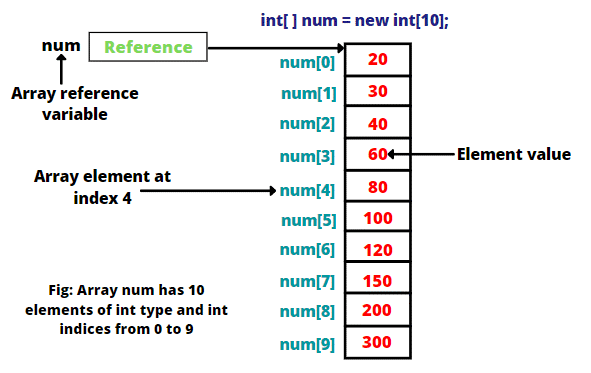 int[ ] num = new int[10];
num Reference
Array reference
variable
num[0] 20
num[1] 30
num[2] 40
num[3] 60 Element value
Array element at
index 4
num[4] 80
num[5] 100
num[6] 120
num[7] 150
num[8] 200
num[9] 300
Fig: Array num has 10
elements of int type and int
indices from 0 to 9